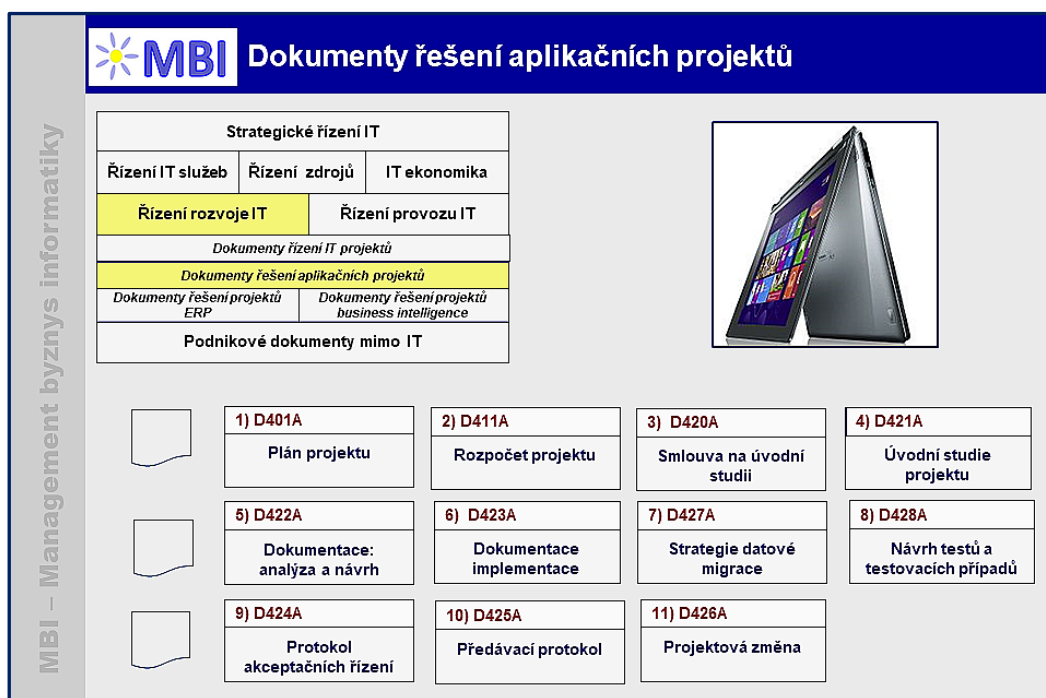 MBI
Dokumenty řešení aplikačních projektů
MBI – Management byznys informatiky
Strategické řízení IT
Řízení IT služeb
Řízení zdrojů
IT ekonomika
Řízení rozvoje IT
Řízení provozu IT
Dokumenty řízení IT projektů
Dokumenty řešení aplikačních projektů
Dokumenty řešení projektů
ERP
Dokumenty řešení projektů
business intelligence
Podnikové dokumenty mimo IT
1) D401A
Plán projektu
2) D411A
Rozpočet projektu
3) D420A
Smlouva na úvodní
studii
4) D421A
Úvodní studie
projektu
5) D422A
Dokumentace:
analýza a návrh
6) D423A
Dokumentace
implementace
7) D427A
Strategie datové
migrace
8) D428A
Návrh testů a
testovacích případů
9) D424A
Protokol
akceptačních řízení
10) D425A
Předávací protokol
11) D426A
Projektová změna